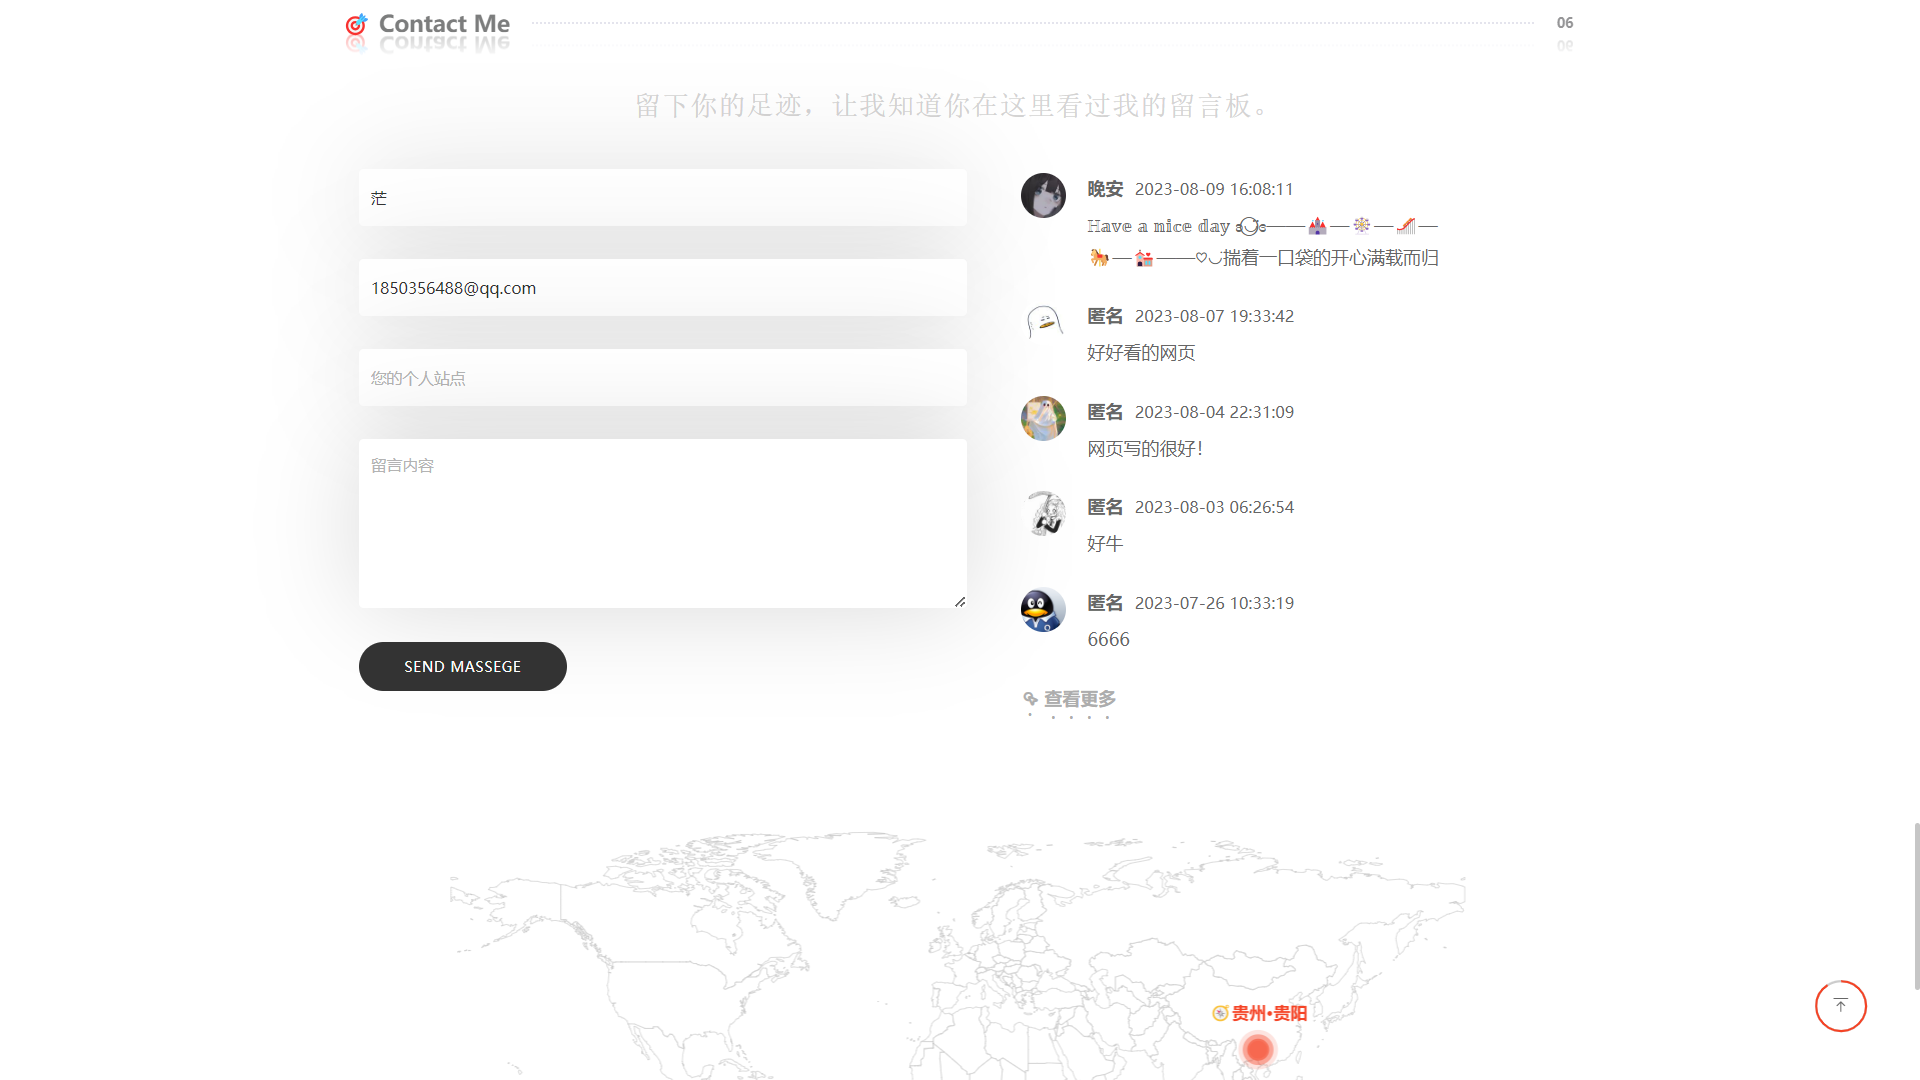 Contact Me
06
留下你的足迹，让我知道你在这里看过我的留言板。
茫
1850356488@qq.com
您的个人站点
留言内容
SEND MASSEGE
晚安 2023-08-09 16:08:11
ℍ𝕒𝕧𝕖 𝕒 𝕟𝕚𝕔𝕖 𝕕𝕒𝕪 ʚ◡̈⃝ɞ——🏰—🎡—🎢—
🎠—💒——♡◡̈揣着一口袋的开心满载而归
匿名 2023-08-07 19:33:42
好好看的网页
匿名 2023-08-04 22:31:09
网页写的很好！
匿名 2023-08-03 06:26:54
好牛
匿名 2023-07-26 10:33:19
6666
查看更多
贵州•贵阳